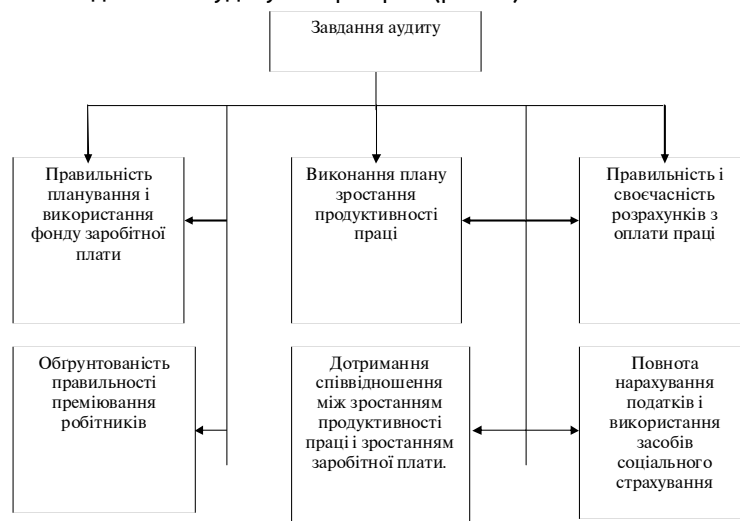 Завдання аудиту
Правильність
планування і
використання
фонду заробітної
плати
Виконання плану
зростання
продуктивності
праці
Правильність і
своєчасність
розрахунків з
оплати праці
Обґрунтованість
правильності
преміювання
робітників
Дотримання
співвідношення
між зростанням
продуктивності
праці і зростанням
заробітної плати.
Повнота
нарахування
податків і
використання
засобів
соціального
страхування